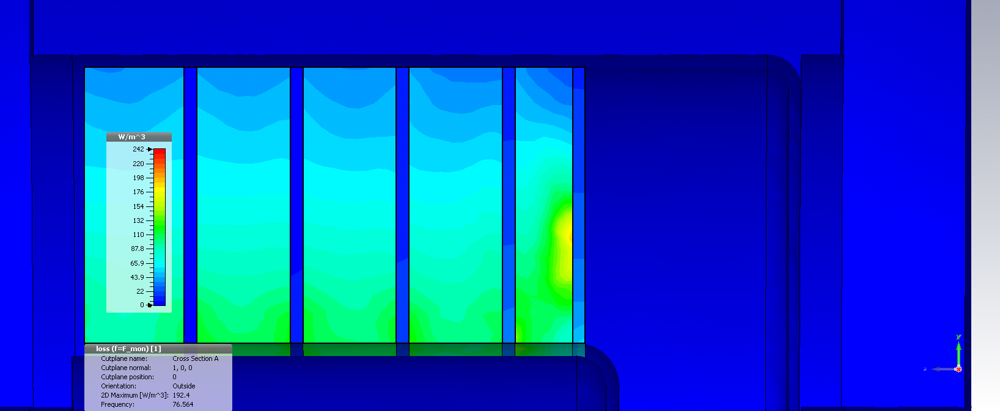 W/m^3
242
220
198
176
154
132
110
87.8
65.9
43.9
22
0
loss (f=F_mon) [1]
Cutplane name: Cross Section A
Cutplane normal: 1, 0, 0
Cutplane position: 0
Orientation: Outside
2D Maximum [W/m^3]: 192.4
Frequency: 76.564
y
z